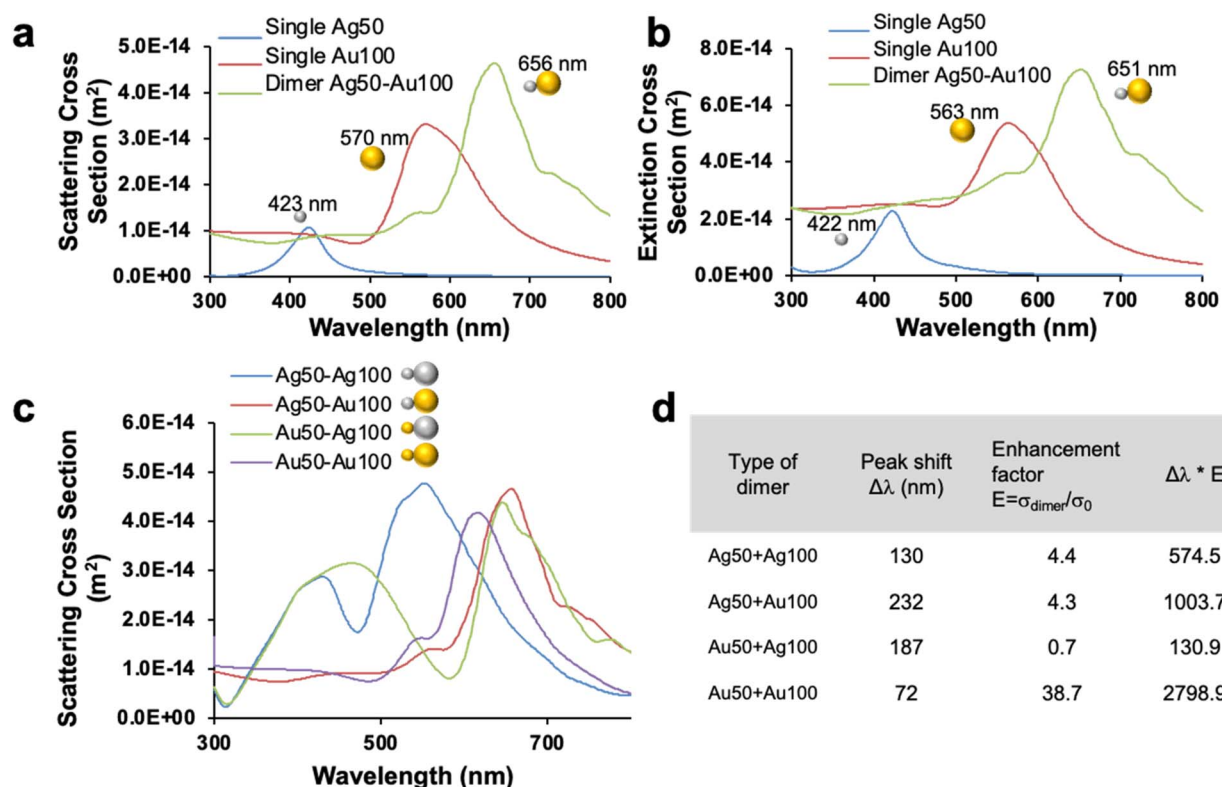 a
Single Ag50
Single Au100
Dimer Ag50-Au100
5.0E-14
4.0E-14
3.0E-14
2.0E-14
1.0E-14
0.0E+00
Scattering Cross
Section (m²)
423 nm
570 nm
656 nm
300 400 500 600 700 800
Wavelength (nm)
b
Single Ag50
Single Au100
Dimer Ag50-Au100
8.0E-14
6.0E-14
4.0E-14
2.0E-14
0.0E+00
Extinction Cross
Section (m²)
422 nm
563 nm
651 nm
300 400 500 600 700 800
Wavelength (nm)
c
Ag50-Ag100
Ag50-Au100
Au50-Ag100
Au50-Au100
6.0E-14
5.0E-14
4.0E-14
3.0E-14
2.0E-14
1.0E-14
0.0E+00
Scattering Cross Section
(m²)
300 500 700
Wavelength (nm)
d
Type of
dimer
Peak shift
Δλ (nm)
Enhancement
factor
E=σdimer/σ0
Δλ * E
Ag50+Ag100 130 4.4 574.5
Ag50+Au100 232 4.3 1003.7
Au50+Ag100 187 0.7 130.9
Au50+Au100 72 38.7 2798.9